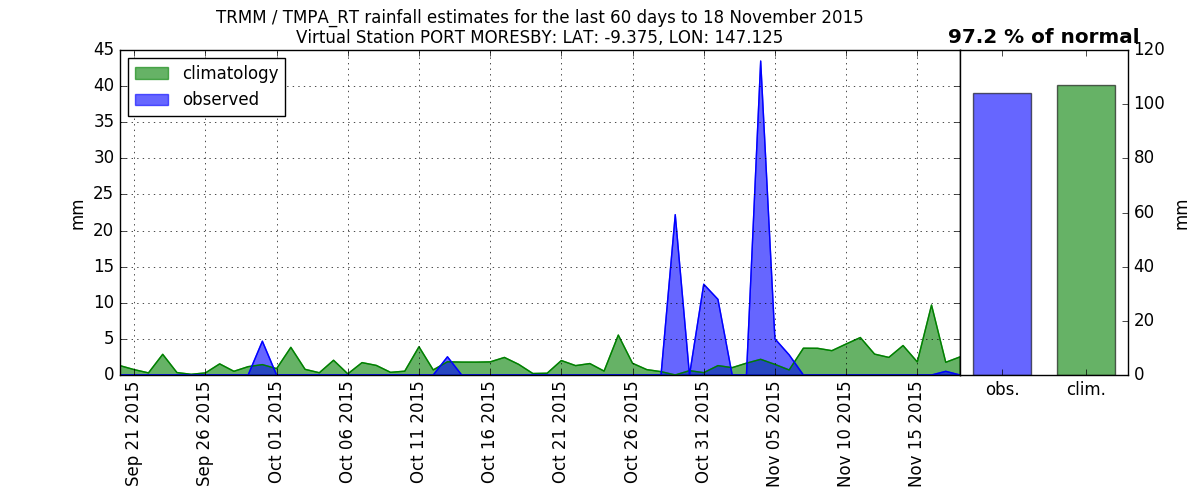 TRMM / TMPA_RT rainfall estimates for the last 60 days to 18 November 2015
Virtual Station PORT MORESBY: LAT: -9.375, LON: 147.125
97.2 % of normal
climatology
observed
mm
45
40
35
30
25
20
15
10
5
0
Sep 21 2015
Sep 26 2015
Oct 01 2015
Oct 06 2015
Oct 11 2015
Oct 16 2015
Oct 21 2015
Oct 26 2015
Oct 31 2015
Nov 05 2015
Nov 10 2015
Nov 15 2015
120
100
80
60
40
20
0
mm
obs.
clim.